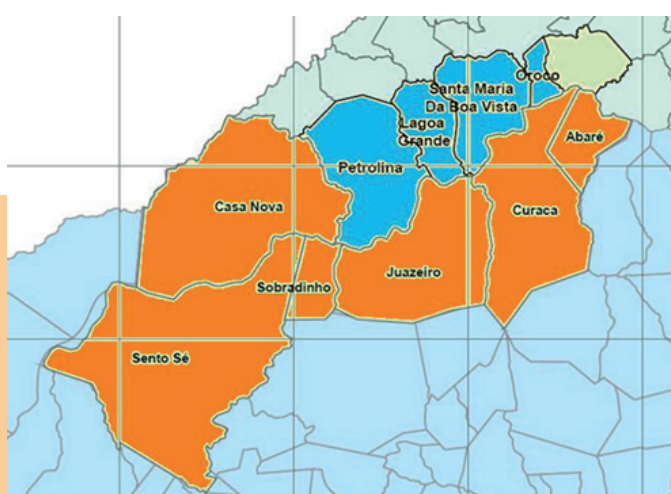 Orocó
Santa Maria
Da Boa Vista
Lagoa
Grande
Abaré
Petrolina
Casa Nova
Curaca
Juazeiro
Sobradinho
Sento Sé